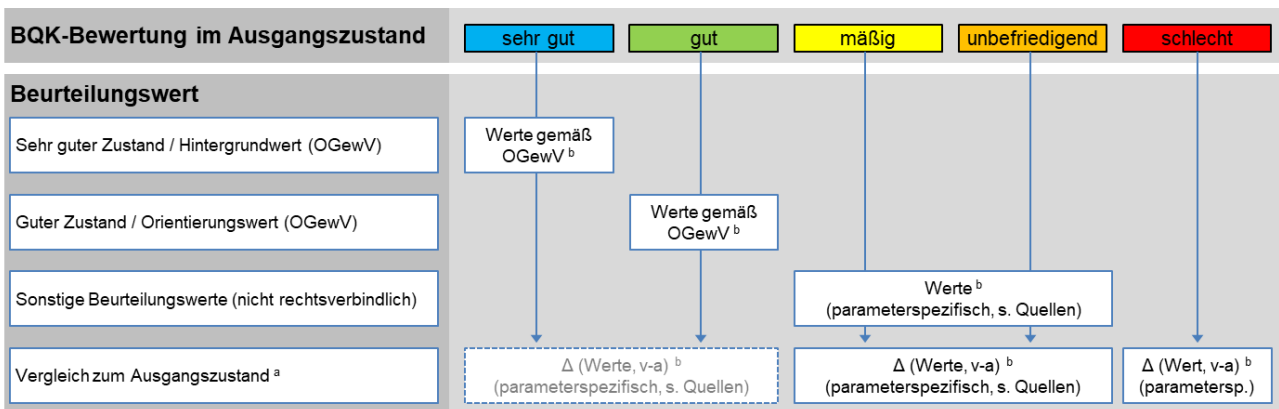 BQK-Bewertung im Ausgangszustand
sehr gut
gut
mäßig
unbefriedigend
schlecht
Beurteilungswert
Sehr guter Zustand / Hintergrundwert (OGewV)
Werte gemäß
OGewV b
Guter Zustand / Orientierungswert (OGewV)
Werte gemäß
OGewV b
Sonstige Beurteilungswerte (nicht rechtsverbindlich)
Werte b
(parameterspezifisch, s. Quellen)
Vergleich zum Ausgangszustand a
Δ (Werte, v-a) b
(parameterspezifisch, s. Quellen)
Δ (Werte, v-a) b
(parameterspezifisch, s. Quellen)
Δ (Wert, v-a) b
(parametersp.)